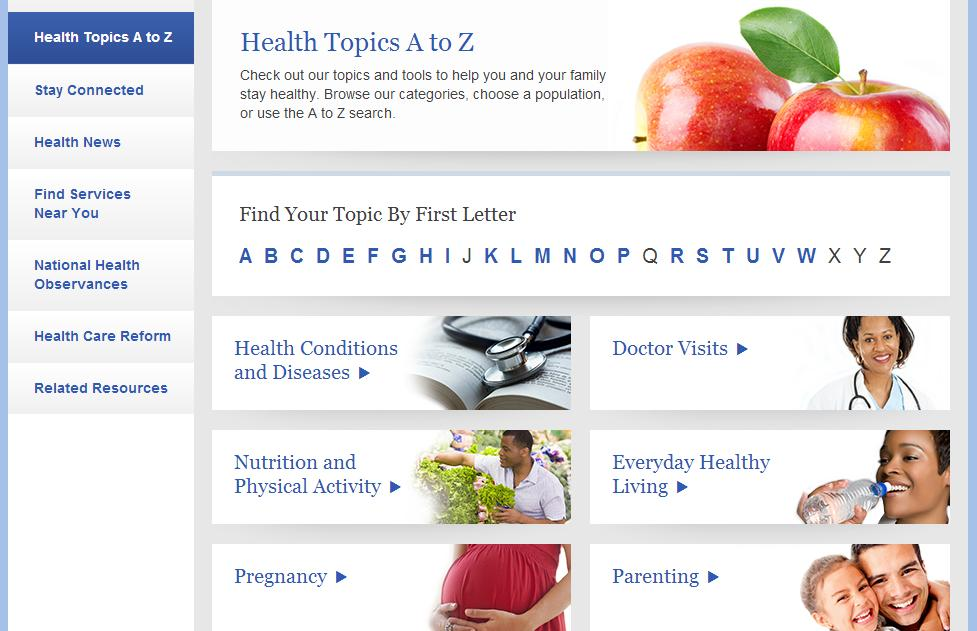 Health Topics A to Z
Stay Connected
Health News
Find Services
Near You
National Health
Observances
Health Care Reform
Related Resources
Health Topics A to Z
Check out our topics and tools to help you and your family
stay healthy. Browse our categories, choose a population,
or use the A to Z search.
Find Your Topic By First Letter
A B C D E F G H I J K L M N O P Q R S T U V W X Y Z
Health Conditions
and Diseases
Doctor Visits
Nutrition and
Physical Activity
Everyday Healthy
Living
Pregnancy
Parenting